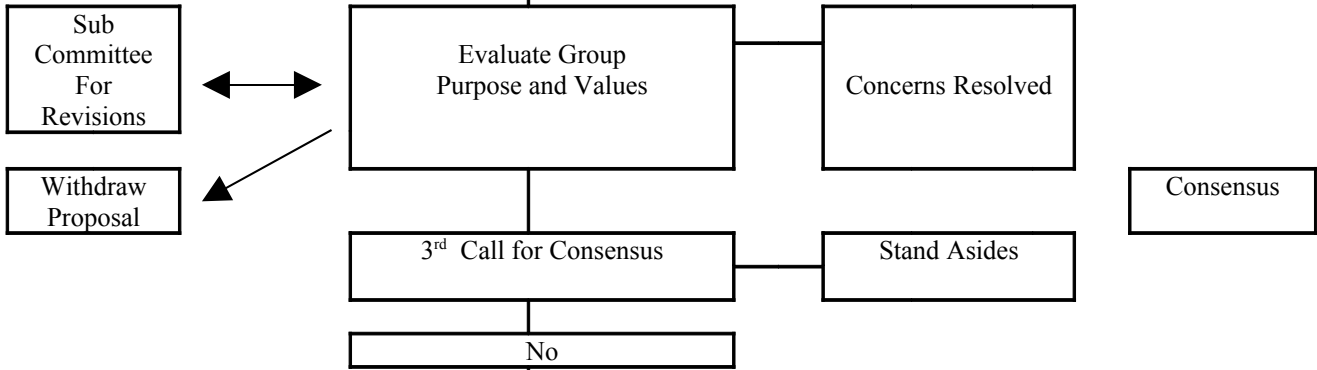 Sub
Committee
For
Revisions
Evaluate Group
Purpose and Values
Concerns Resolved
Withdraw
Proposal
Consensus
3rd Call for Consensus
Stand Asides
No